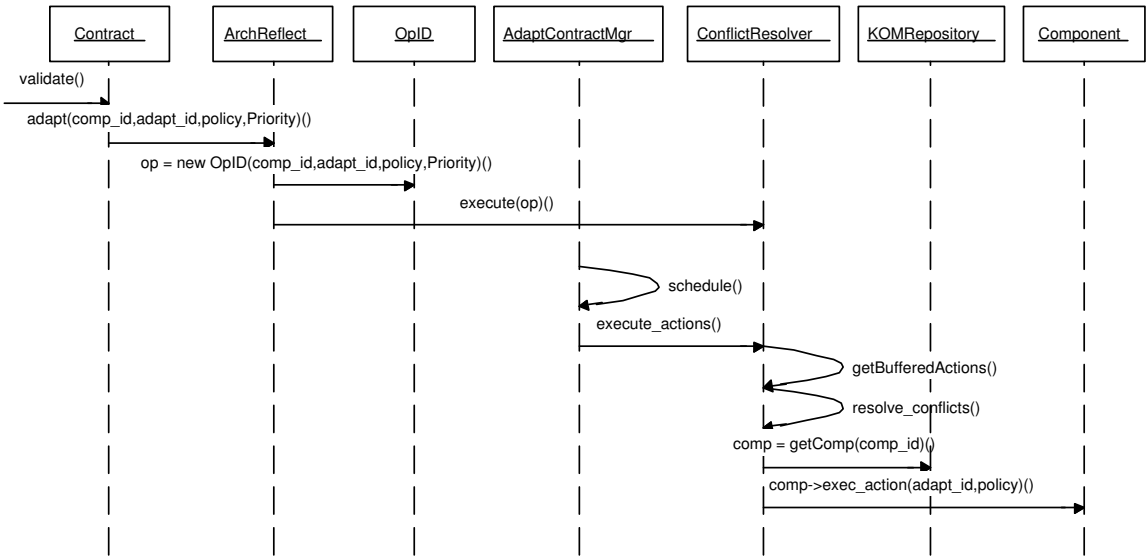 Contract
ArchReflect
OpID
AdaptContractMgr
ConflictResolver
KOMRepository
Component
validate()
adapt(comp_id,adapt_id,policy,Priority)()
op = new OpID(comp_id,adapt_id,policy,Priority)()
execute(op)()
schedule()
execute_actions()
getBufferedActions()
resolve_conflicts()
comp = getComp(comp_id)()
comp->exec_action(adapt_id,policy)()